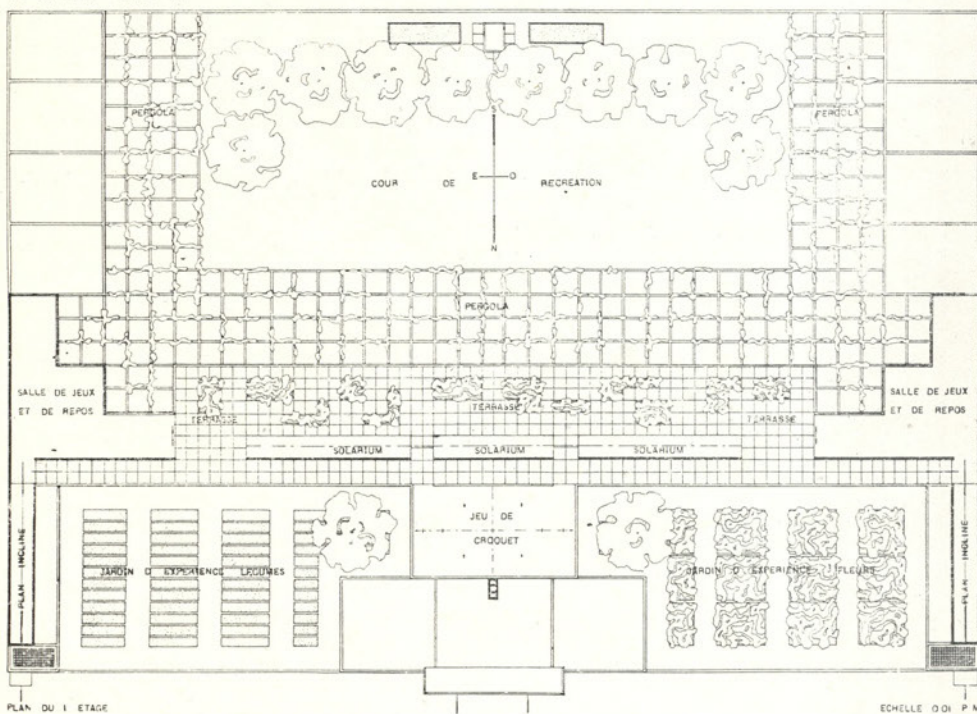 PERGOLA
PERGOLA
COUR DE E O RECREATION
N
PERGOLA
SALLE DE JEUX
ET DE REPOS
SALLE DE JEUX
ET DE REPOS
TERRASSE
TERRASSE
TERRASSE
SOLARIUM
SOLARIUM
SOLARIUM
JEU DE
CROQUET
JARDIN D EXPERIENCE LEGUMES
JARDIN D EXPERIENCE FLEURS
PLAN INCLINE
PLAN INCLINE
PLAN DU 1 ETAGE
ECHELLE 0.01 P M